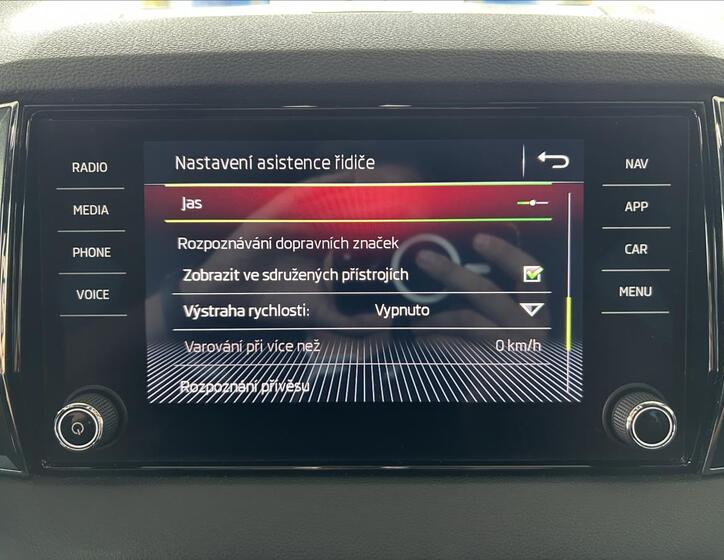 Nastavení asistence řidiče
RADIO
MEDIA
PHONE
VOICE
Jas
Rozpoznávání dopravních značek
Zobrazit ve sdružených přístrojích
Výstraha rychlosti: Vypnuto
Varování při více než 0 km/h
Rozpoznání přívěsu
NAV
APP
CAR
MENU